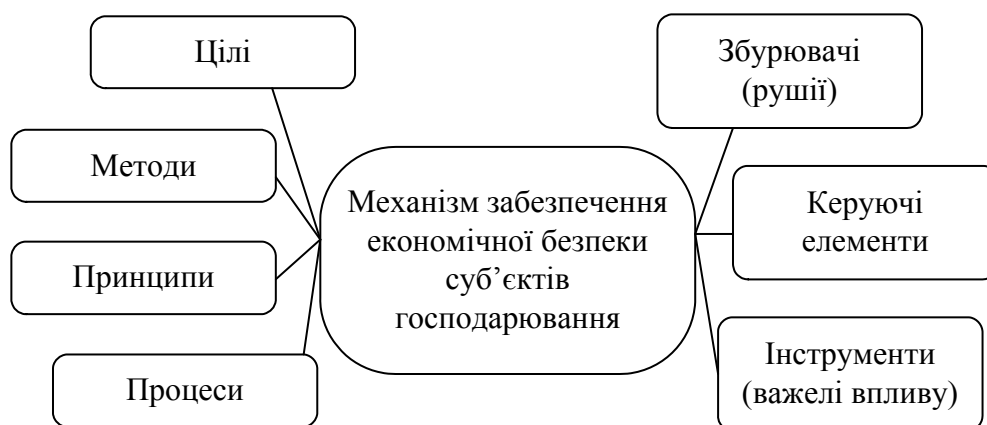 Цілі
Методи
Принципи
Процеси
Механізм забезпечення
економічної безпеки
суб’єктів
господарювання
Збурювачі
(рушії)
Керуючі
елементи
Інструменти
(важелі впливу)